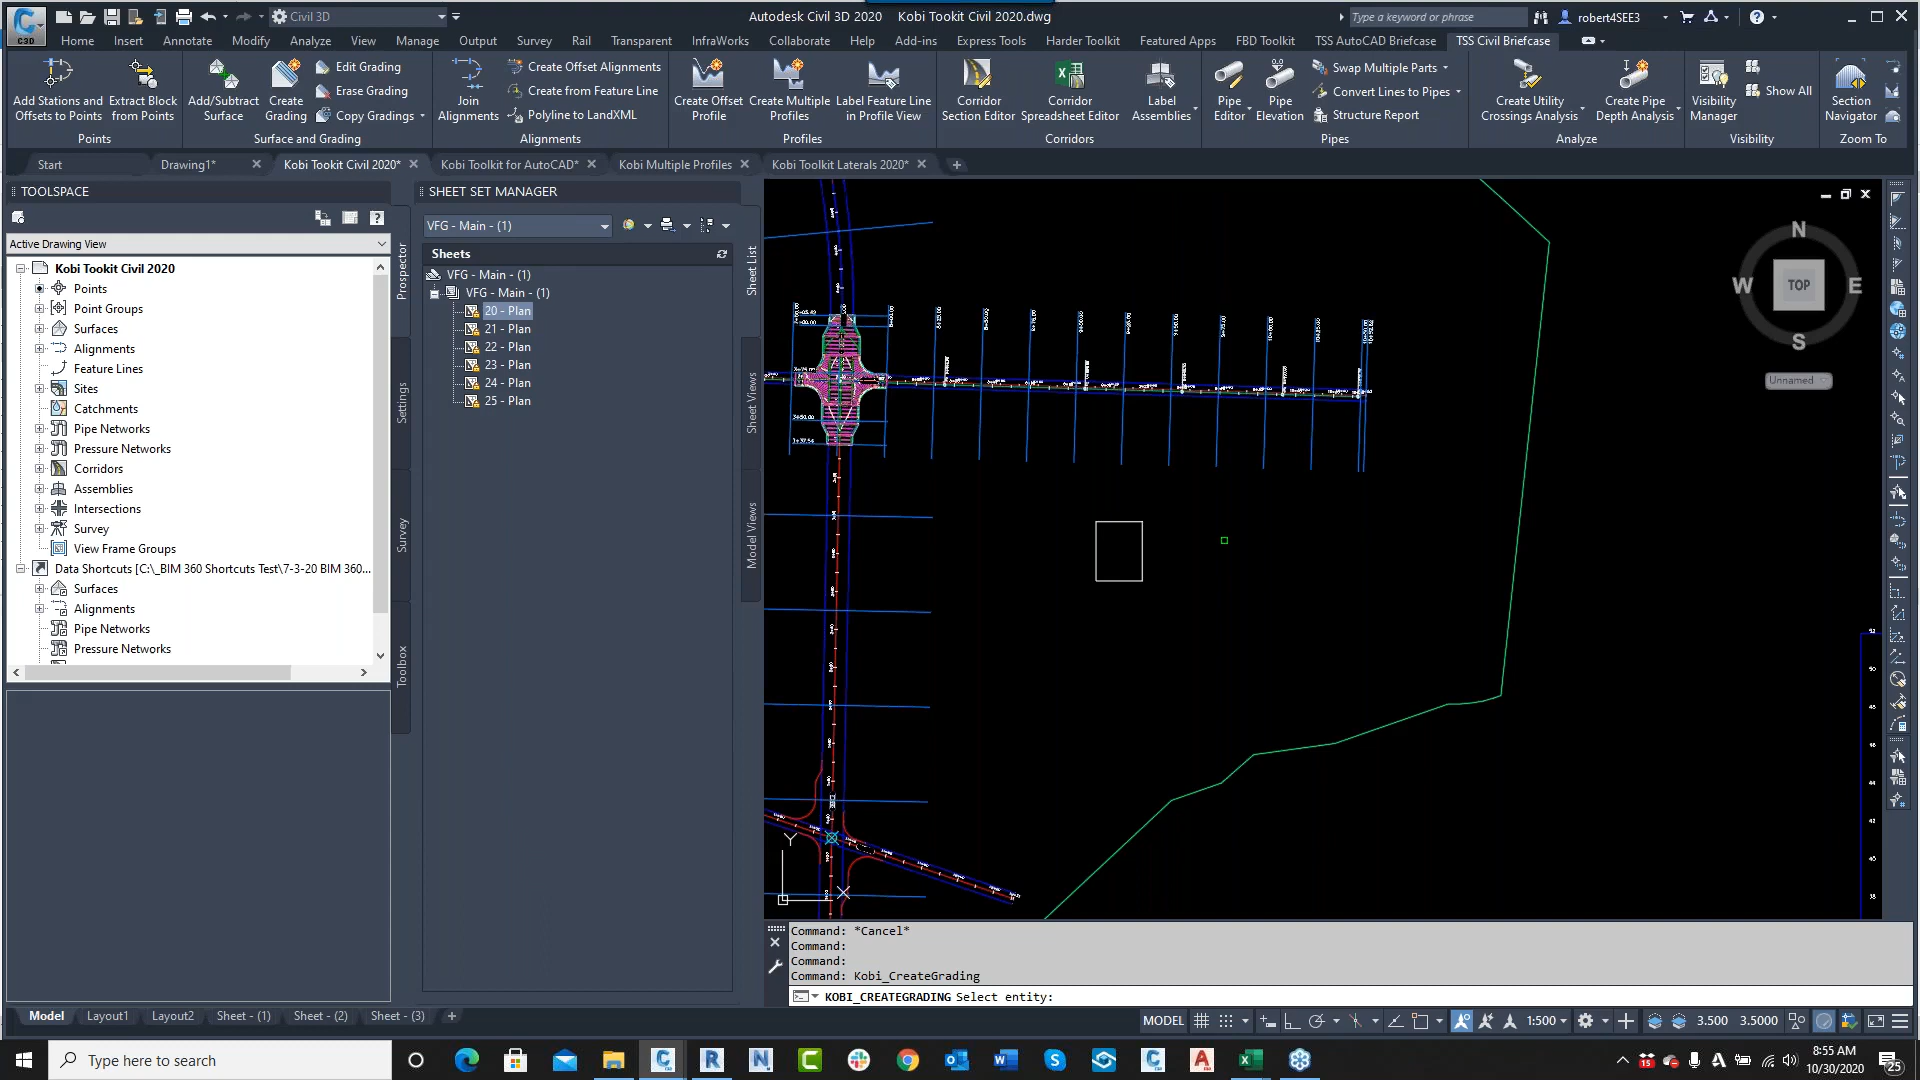 C3D
Civil 3D
Autodesk Civil 3D 2020 Kobi Tookit Civil 2020.dwg
Type a keyword or phrase
robert4SEE3
Home Insert Annotate Modify Analyze View Manage Output Survey Rail Transparent InfraWorks Collaborate Help Add-ins Express Tools Harder Toolkit Featured Apps FBD Toolkit TSS AutoCAD Briefcase TSS Civil Briefcase
Add Stations and Offsets to Points
Extract Block from Points
Points
Add/Subtract Surface
Create Grading
Edit Grading
Erase Grading
Copy Gradings
Surface and Grading
Join Alignments
Create Offset Alignments
Create from Feature Line
Polyline to LandXML
Alignments
Create Offset Profile
Create Multiple Profiles
Label Feature Line in Profile View
Profiles
Corridor Section Editor
Corridor Spreadsheet Editor
Label Assemblies
Corridors
Pipe Editor
Pipe Elevation
Swap Multiple Parts
Convert Lines to Pipes
Structure Report
Pipes
Create Utility Crossings Analysis
Create Pipe Depth Analysis
Analyze
Visibility Manager
Show All
Visibility
Section Navigator
Zoom To
Start
Drawing1*
Kobi Tookit Civil 2020*
Kobi Toolkit for AutoCAD*
Kobi Multiple Profiles
Kobi Toolkit Laterals 2020*
TOOLSPACE
Active Drawing View
Kobi Tookit Civil 2020
Points
Point Groups
Surfaces
Alignments
Feature Lines
Sites
Catchments
Pipe Networks
Pressure Networks
Corridors
Assemblies
Intersections
Survey
View Frame Groups
Data Shortcuts [C:\_BIM 360 Shortcuts Test\7-3-20 BIM 360...
Surfaces
Alignments
Pipe Networks
Pressure Networks
Prospector
Settings
Survey
Toolbox
SHEET SET MANAGER
VFG - Main - (1)
Sheets
VFG - Main - (1)
VFG - Main - (1)
20 - Plan
21 - Plan
22 - Plan
23 - Plan
24 - Plan
25 - Plan
Sheet List
Sheet Views
Model Views
N
W TOP E
S
Unnamed
Y
X
52
50
48
46
44
42
40
38
Command: *Cancel*
Command:
Command:
Command: Kobi_CreateGrading
KOBI_CREATEGRADING Select entity:
Model Layout1 Layout2 Sheet - (1) Sheet - (2) Sheet - (3)
MODEL
1:500
3.500 3.5000
Type here to search
15
8:55 AM
10/30/2020
25